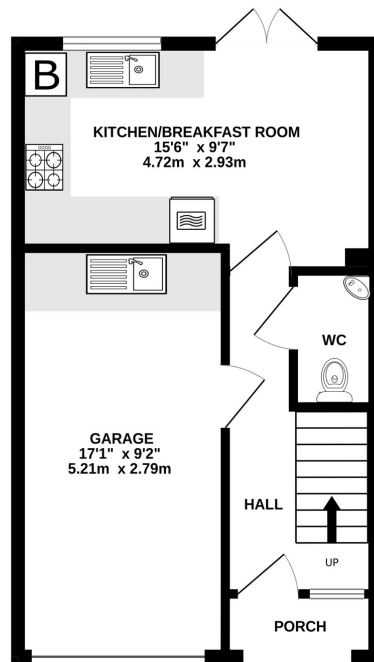 B
KITCHEN/BREAKFAST ROOM
15'6" x 9'7"
4.72m x 2.93m
WC
GARAGE
17'1" x 9'2"
5.21m x 2.79m
HALL
UP
PORCH